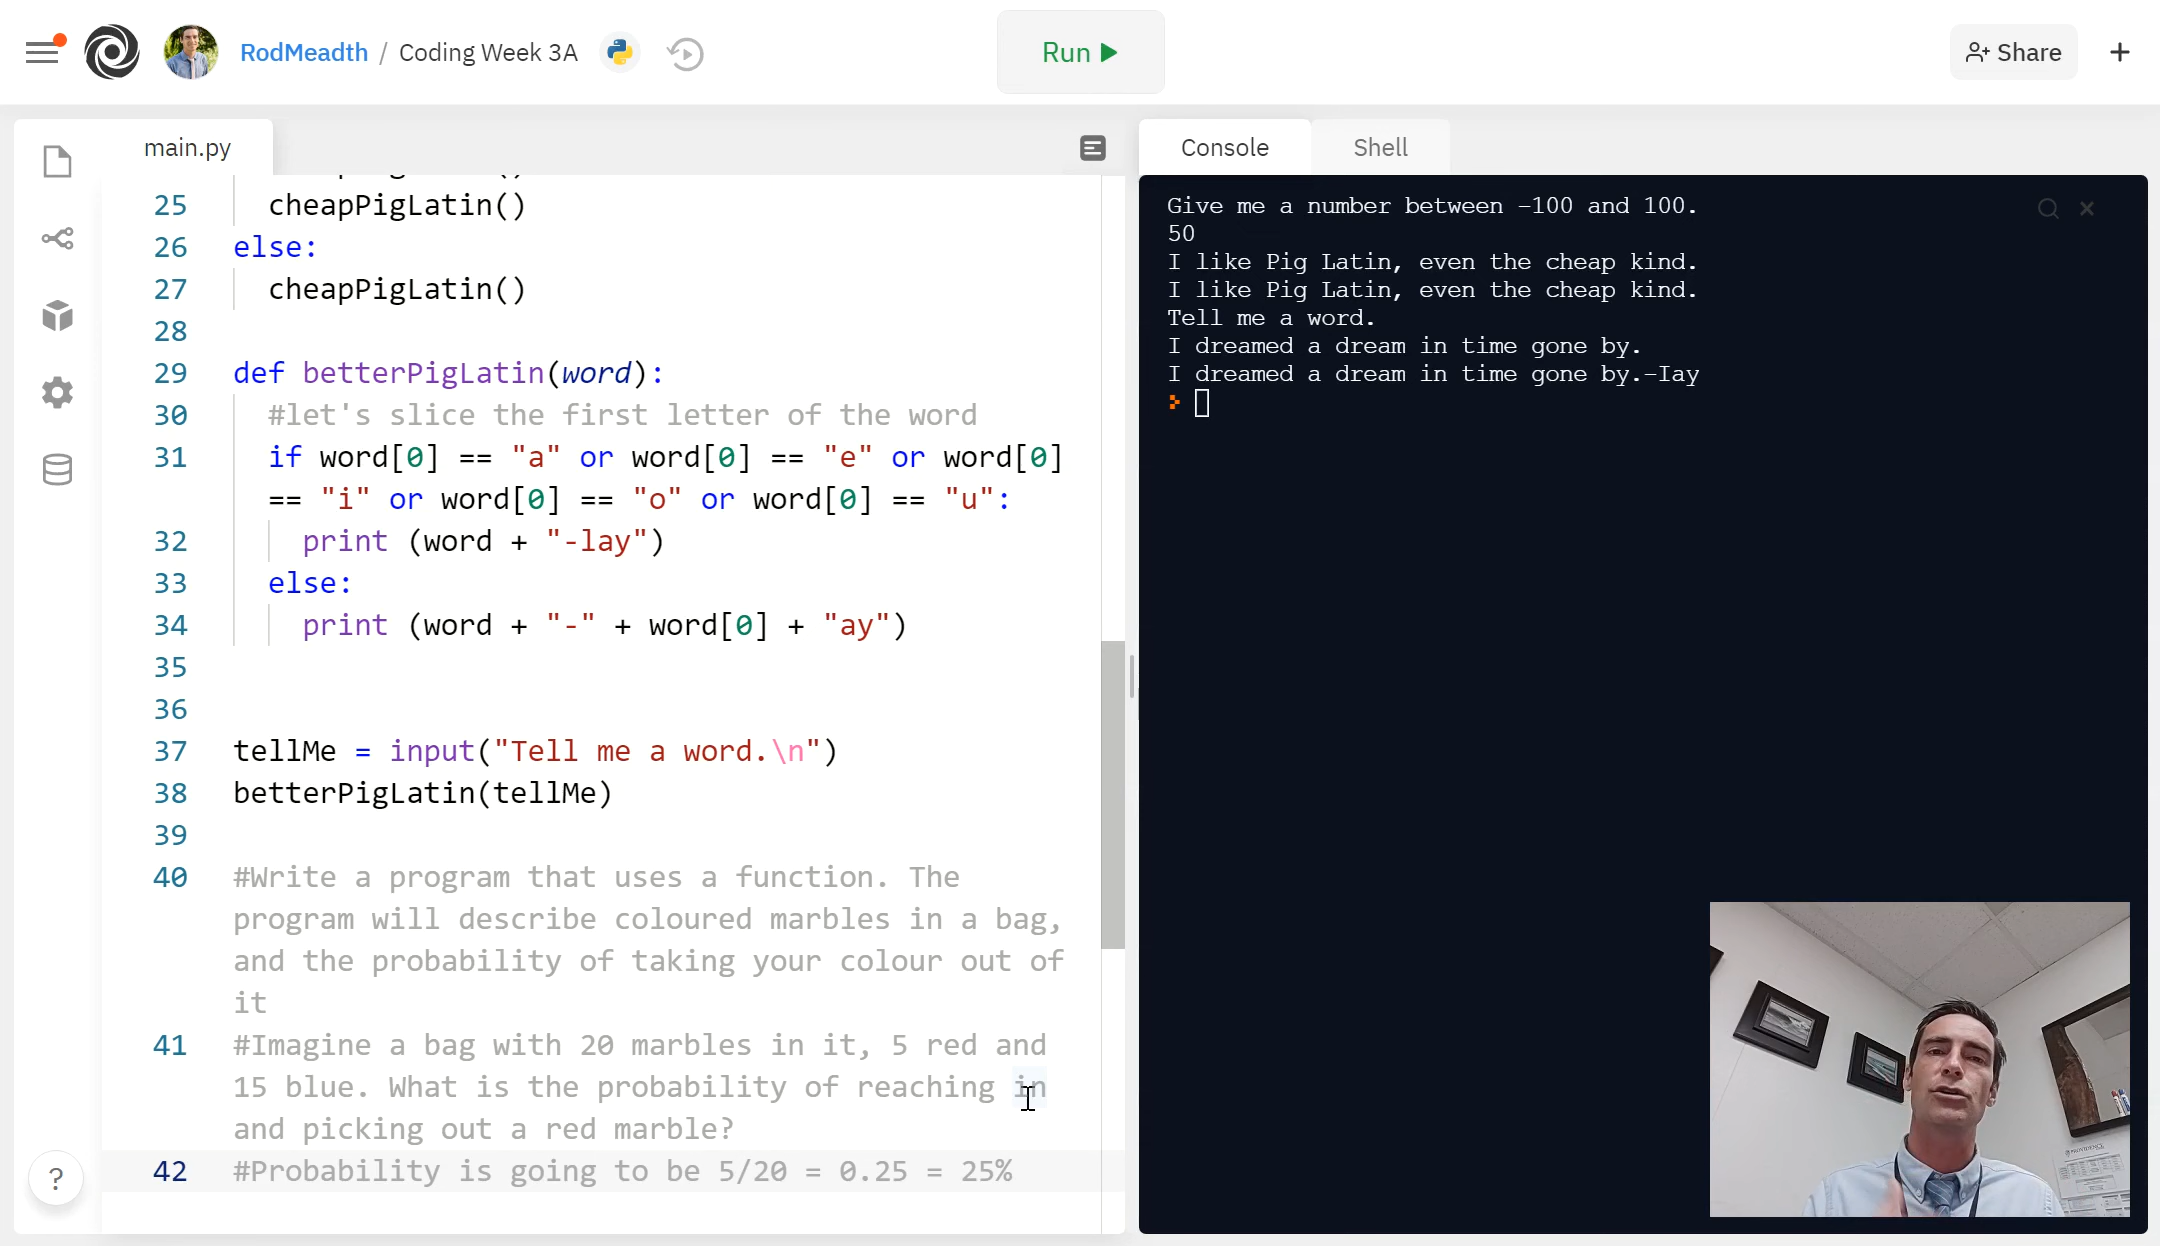 RodMeadth / Coding Week 3A
Run
Share
main.py
25 cheapPigLatin()
26 else:
27 cheapPigLatin()
28
29 def betterPigLatin(word):
30 #let's slice the first letter of the word
31 if word[0] == "a" or word[0] == "e" or word[0]
== "i" or word[0] == "o" or word[0] == "u":
32 print (word + "-lay")
33 else:
34 print (word + "-" + word[0] + "ay")
35
36
37 tellMe = input("Tell me a word.\n")
38 betterPigLatin(tellMe)
39
40 #Write a program that uses a function. The
program will describe coloured marbles in a bag,
and the probability of taking your colour out of
it
41 #Imagine a bag with 20 marbles in it, 5 red and
15 blue. What is the probability of reaching in
and picking out a red marble?
42 #Probability is going to be 5/20 = 0.25 = 25%
?
Console
Shell
Give me a number between -100 and 100.
50
I like Pig Latin, even the cheap kind.
I like Pig Latin, even the cheap kind.
Tell me a word.
I dreamed a dream in time gone by.
I dreamed a dream in time gone by.-Iay